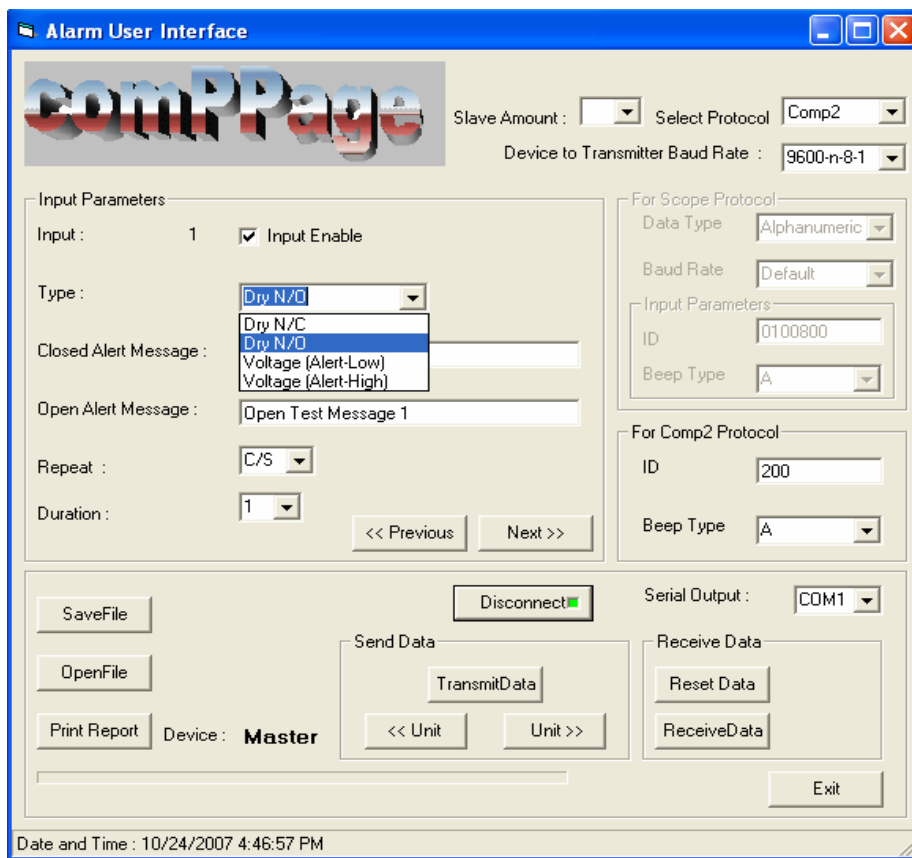 Alarm User Interface
comPPage
Slave Amount :
Select Protocol Comp2
Device to Transmitter Baud Rate : 9600-n-8-1
Input Parameters
Input : 1 Input Enable
Type : Dry N/O
Dry N/C
Dry N/O
Voltage (Alert-Low)
Voltage (Alert-High)
Closed Alert Message :
Open Alert Message : Open Test Message 1
Repeat : C/S
Duration : 1
<< Previous Next >>
For Scope Protocol
Data Type Alphanumeric
Baud Rate Default
Input Parameters
ID 0100800
Beep Type A
For Comp2 Protocol
ID 200
Beep Type A
SaveFile
OpenFile
Print Report
Device : Master
Disconnect
Serial Output : COM1
Send Data
TransmitData
<< Unit Unit >>
Receive Data
Reset Data
ReceiveData
Exit
Date and Time : 10/24/2007 4:46:57 PM